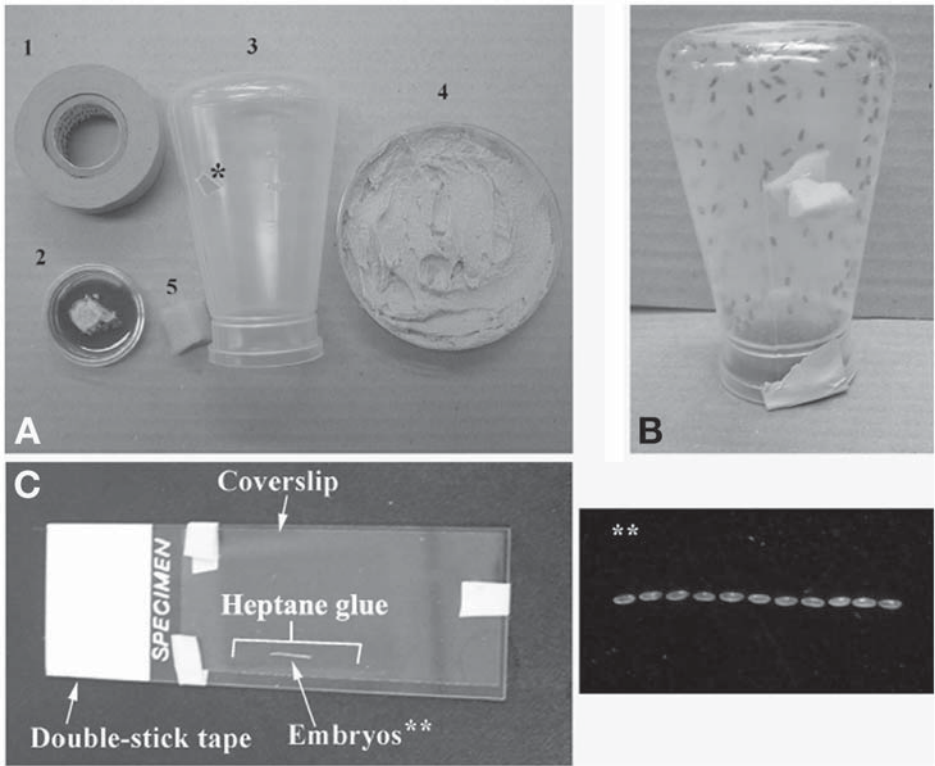 1
3
4
*
2
5
A
B
C
Coverslip
SPECIMEN
Heptane glue
Double-stick tape
Embryos**
**